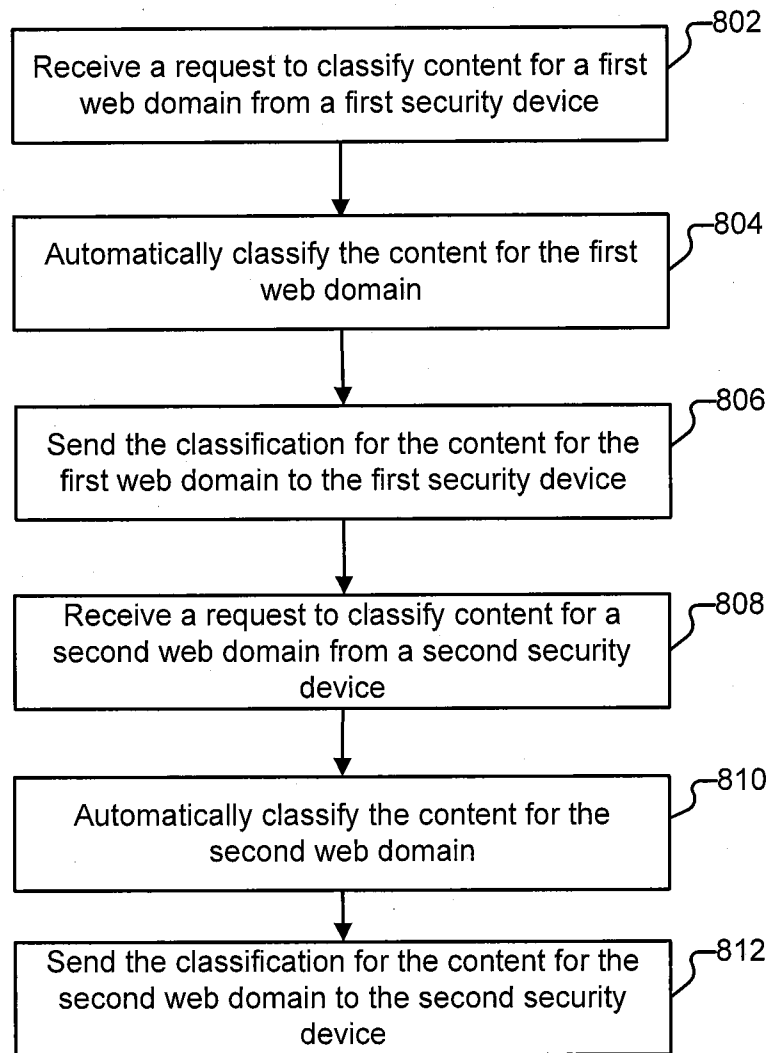 802
Receive a request to classify content for a first
web domain from a first security device
804
Automatically classify the content for the first
web domain
806
Send the classification for the content for the
first web domain to the first security device
808
Receive a request to classify content for a
second web domain from a second security
device
810
Automatically classify the content for the
second web domain
812
Send the classification for the content for the
second web domain to the second security
device